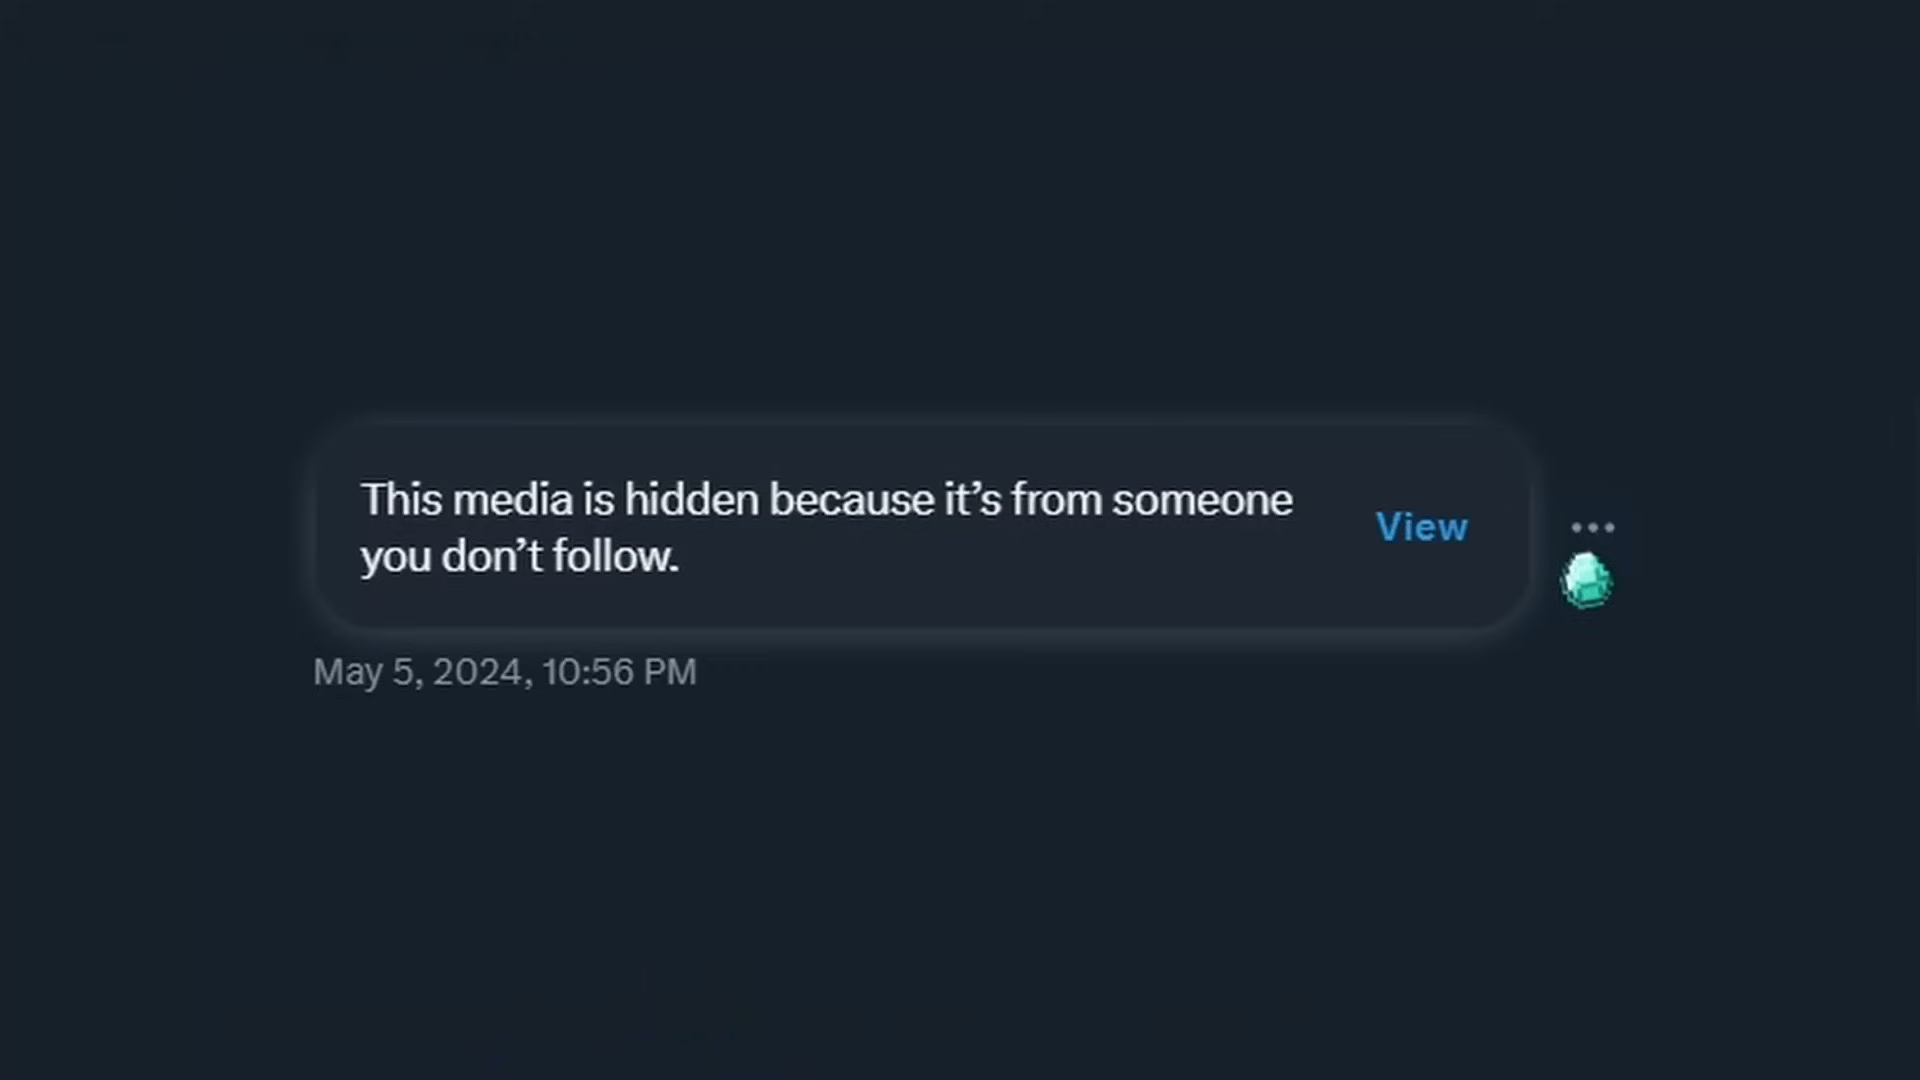 This media is hidden because it’s from someone
you don’t follow.
View
May 5, 2024, 10:56 PM